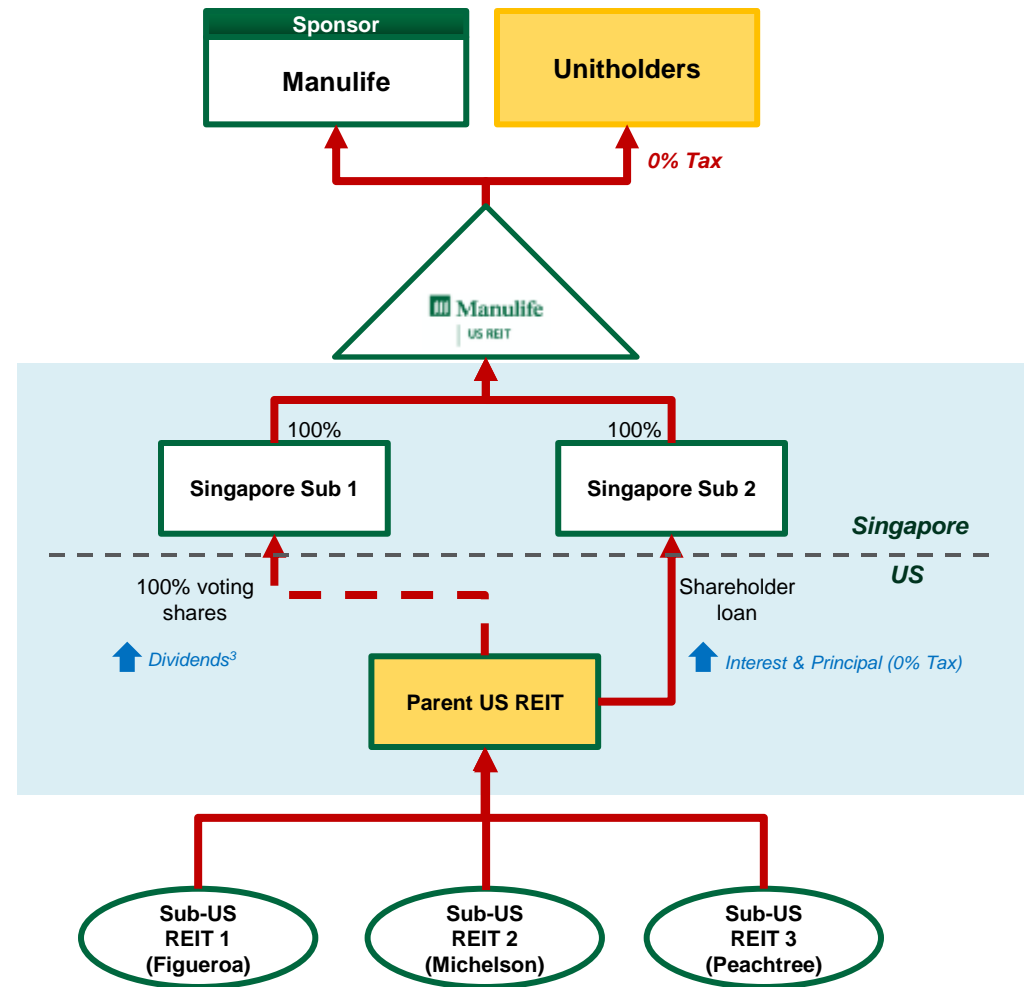 Sponsor
Manulife
Unitholders
0% Tax
Manulife
US REIT
100%
100%
Singapore Sub 1
Singapore Sub 2
Singapore
US
100% voting
shares
Shareholder
loan
Dividends³
Interest & Principal (0% Tax)
Parent US REIT
Sub-US
REIT 1
(Figueroa)
Sub-US
REIT 2
(Michelson)
Sub-US
REIT 3
(Peachtree)